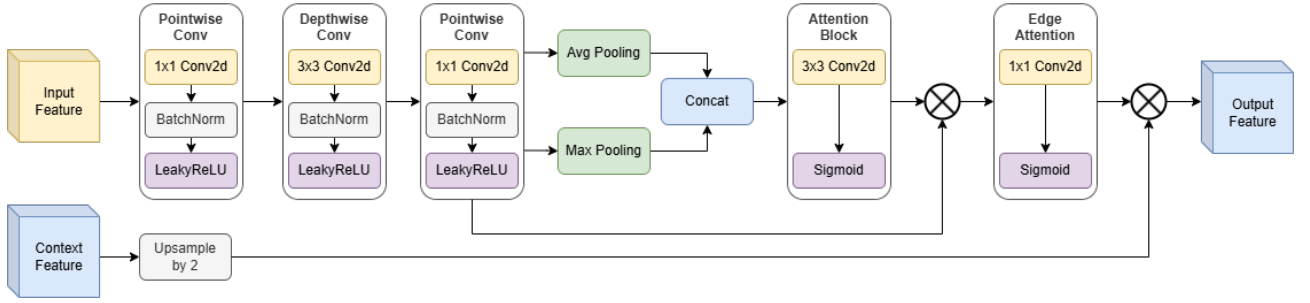 Pointwise
Conv
1x1 Conv2d
BatchNorm
LeakyReLU
Depthwise
Conv
3x3 Conv2d
BatchNorm
LeakyReLU
Pointwise
Conv
1x1 Conv2d
BatchNorm
LeakyReLU
Input
Feature
Avg Pooling
Max Pooling
Concat
Attention
Block
3x3 Conv2d
Sigmoid
Edge
Attention
1x1 Conv2d
Sigmoid
Output
Feature
Context
Feature
Upsample
by 2